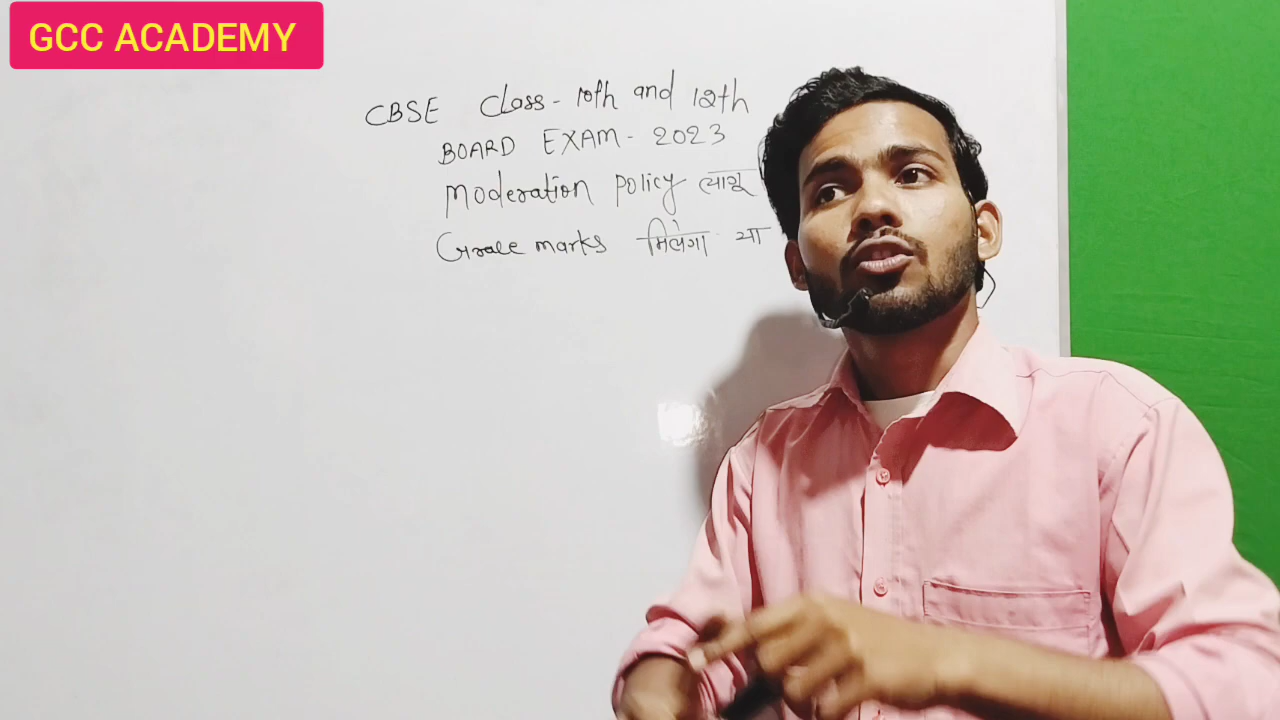 GCC ACADEMY
CBSE Class - 10th and 12th
BOARD EXAM - 2023
Moderation policy लागू
Grace marks मिलेगा या